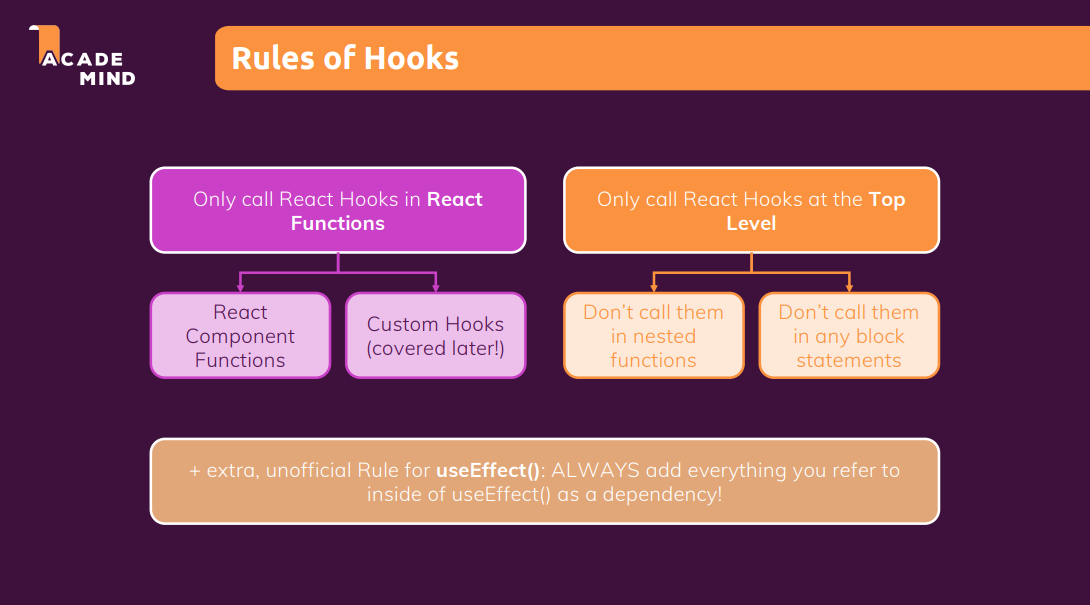 ACADE
MIND
Rules of Hooks
Only call React Hooks in React
Functions
Only call React Hooks at the Top
Level
React
Component
Functions
Custom Hooks
(covered later!)
Don’t call them
in nested
functions
Don’t call them
in any block
statements
+ extra, unofficial Rule for useEffect(): ALWAYS add everything you refer to
inside of useEffect() as a dependency!